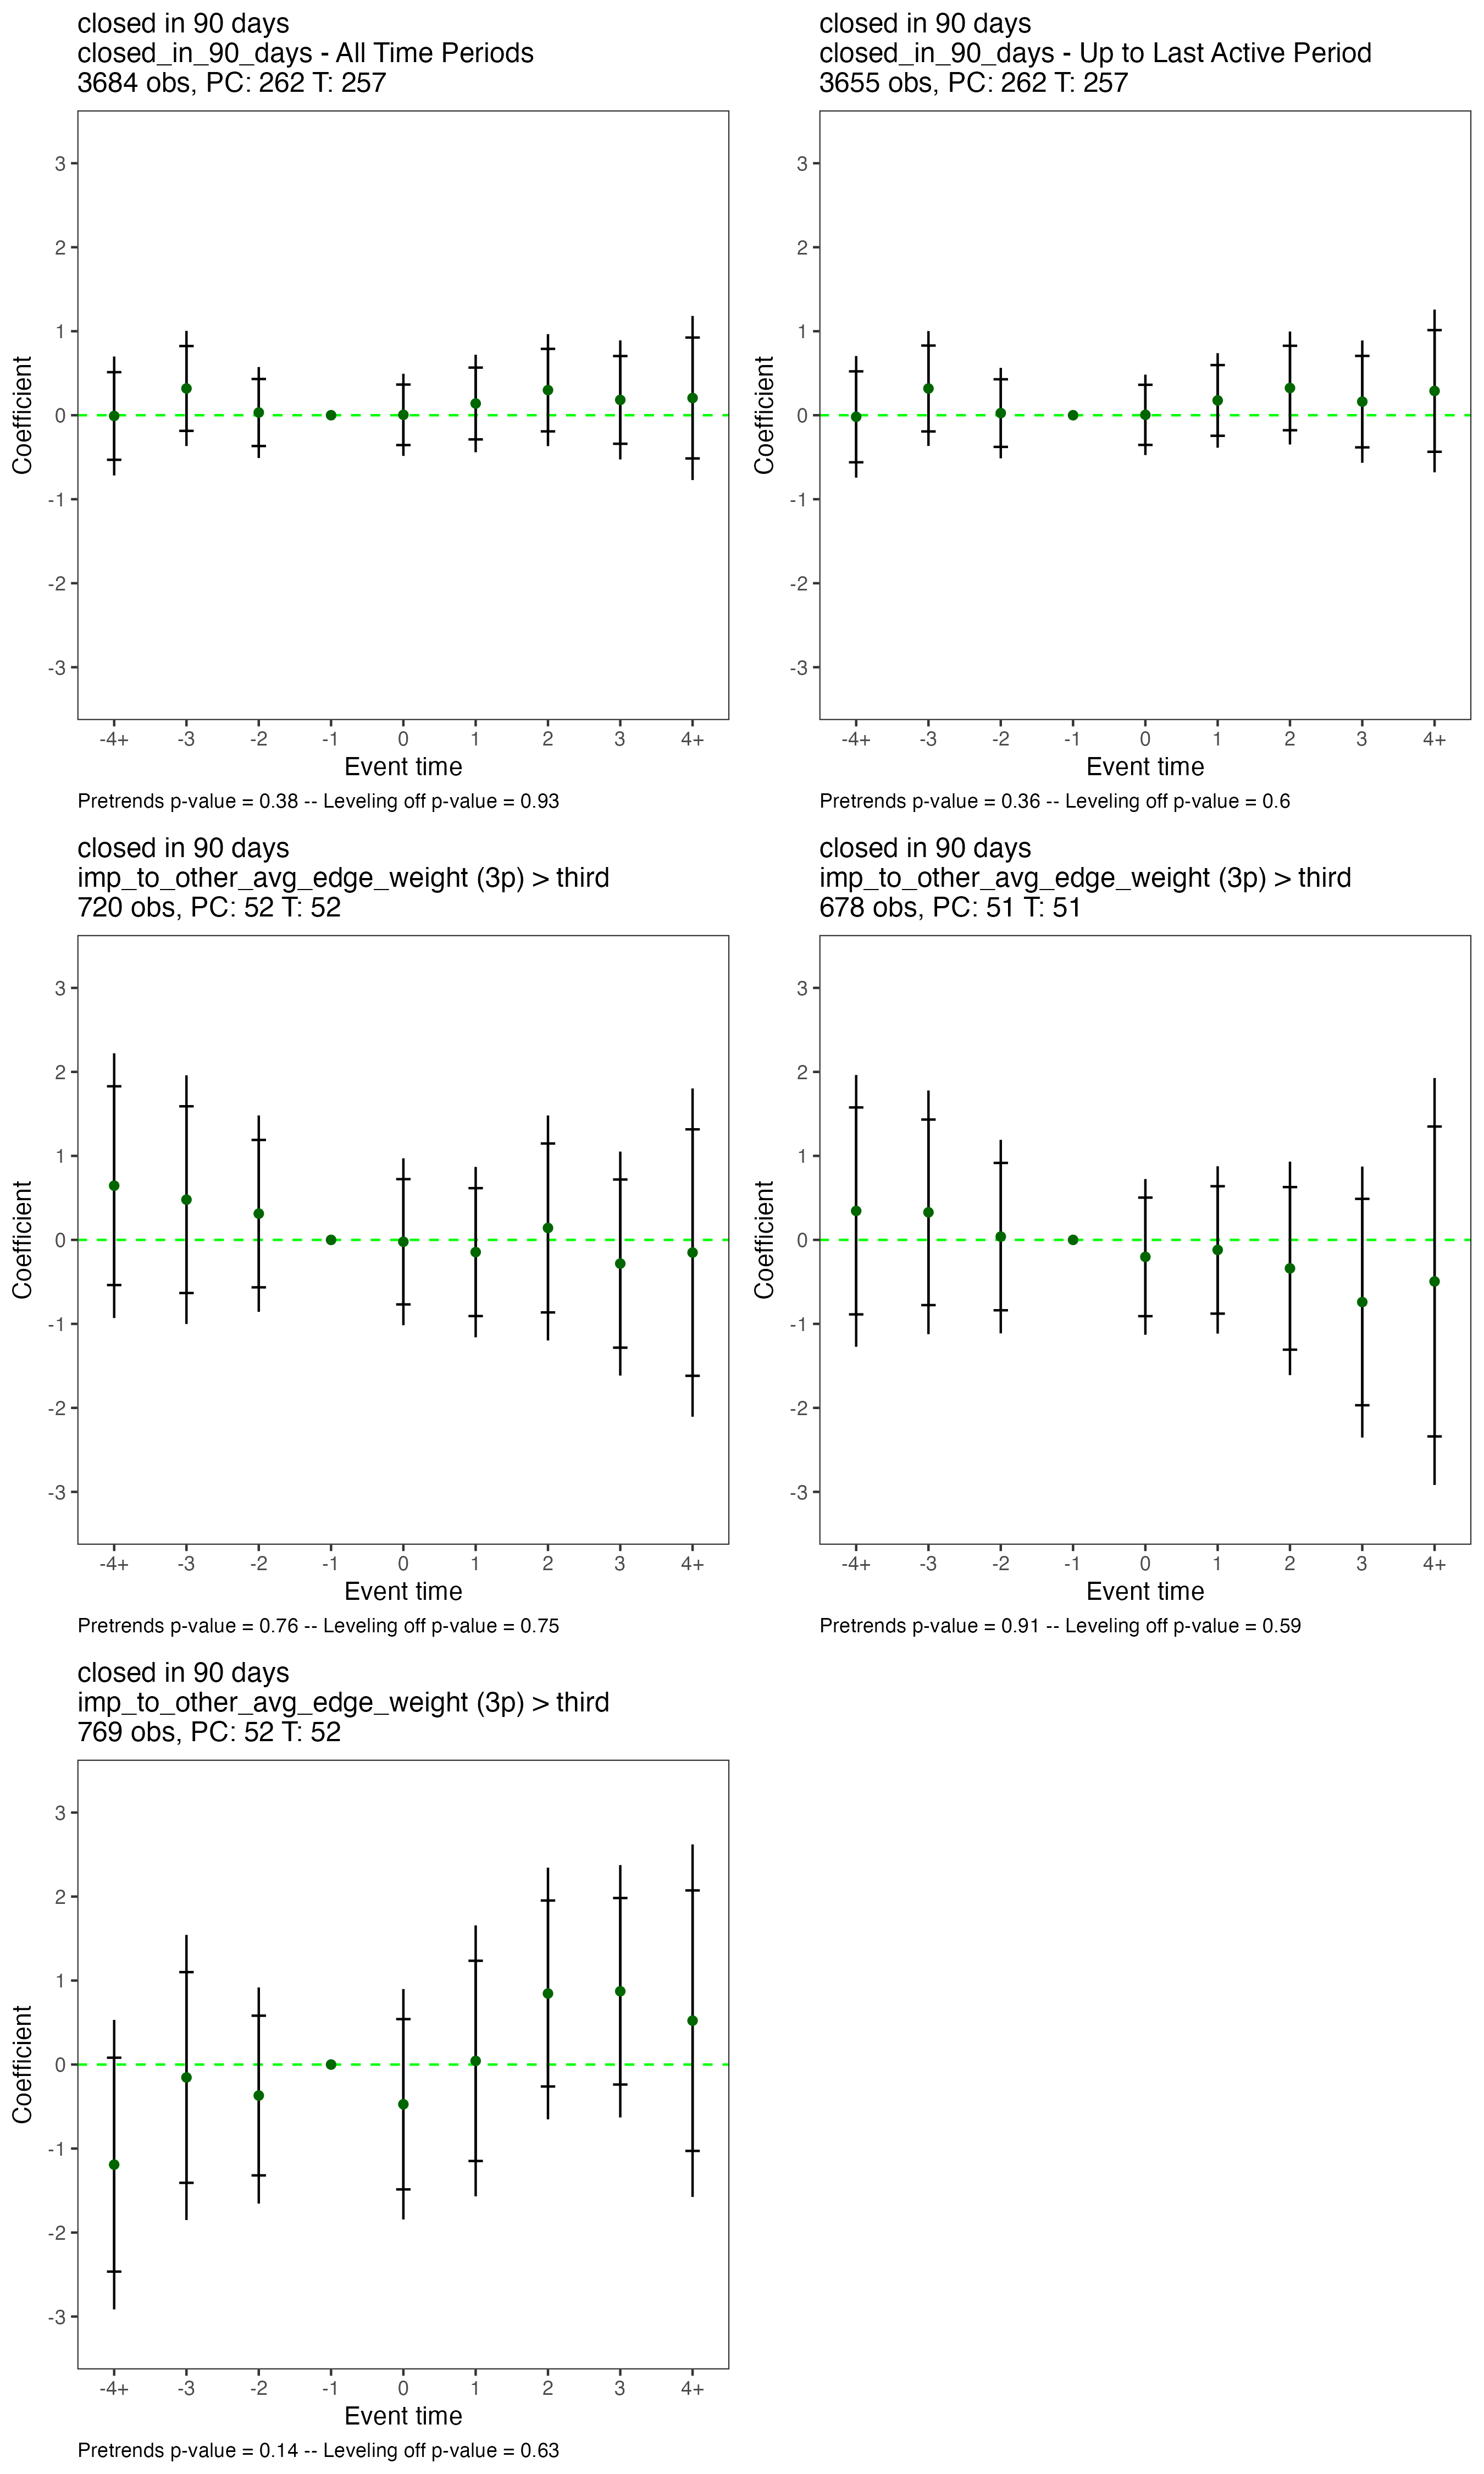 closed in 90 days
closed_in_90_days - All Time Periods
3684 obs, PC: 262 T: 257
3
2
1
0
-1
-2
-3
Coefficient
-4+ -3 -2 -1 0 1 2 3 4+
Event time
Pretrends p-value = 0.38 -- Leveling off p-value = 0.93
closed in 90 days
closed_in_90_days - Up to Last Active Period
3655 obs, PC: 262 T: 257
3
2
1
0
-1
-2
-3
Coefficient
-4+ -3 -2 -1 0 1 2 3 4+
Event time
Pretrends p-value = 0.36 -- Leveling off p-value = 0.6
closed in 90 days
imp_to_other_avg_edge_weight (3p) > third
720 obs, PC: 52 T: 52
3
2
1
0
-1
-2
-3
Coefficient
-4+ -3 -2 -1 0 1 2 3 4+
Event time
Pretrends p-value = 0.76 -- Leveling off p-value = 0.75
closed in 90 days
imp_to_other_avg_edge_weight (3p) > third
678 obs, PC: 51 T: 51
3
2
1
0
-1
-2
-3
Coefficient
-4+ -3 -2 -1 0 1 2 3 4+
Event time
Pretrends p-value = 0.91 -- Leveling off p-value = 0.59
closed in 90 days
imp_to_other_avg_edge_weight (3p) > third
769 obs, PC: 52 T: 52
3
2
1
0
-1
-2
-3
Coefficient
-4+ -3 -2 -1 0 1 2 3 4+
Event time
Pretrends p-value = 0.14 -- Leveling off p-value = 0.63